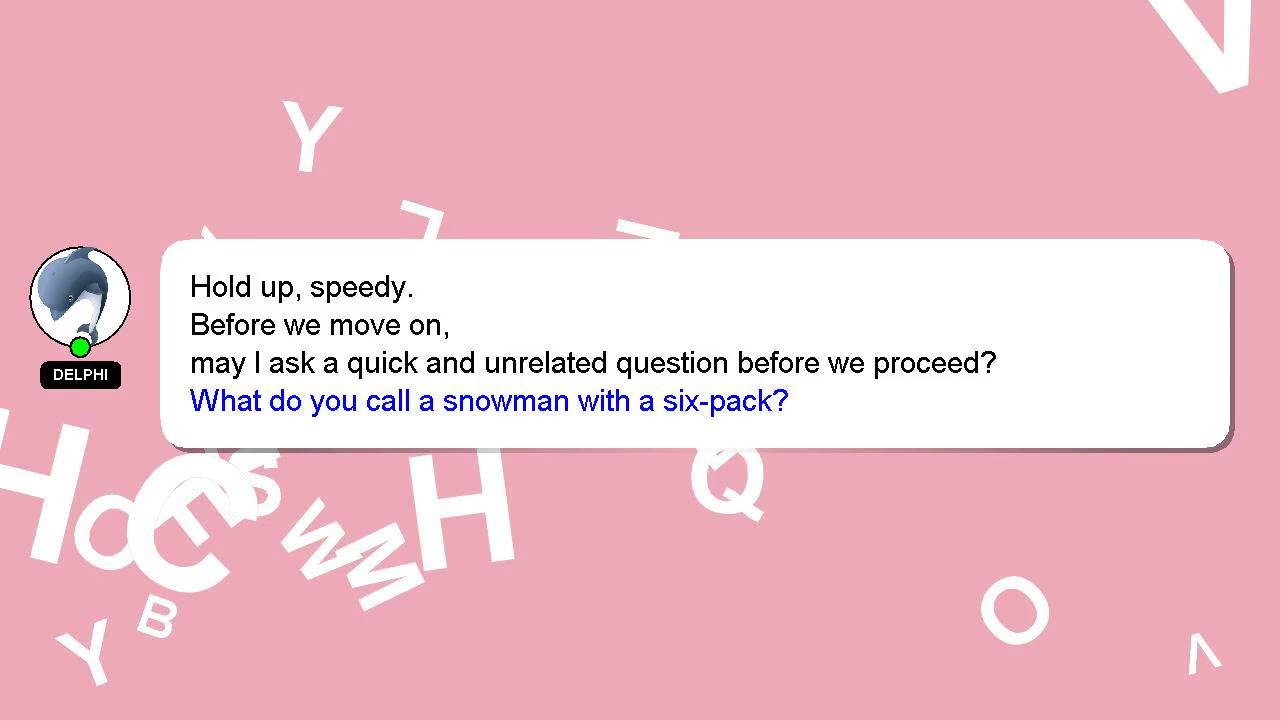 Hold up, speedy.
Before we move on,
may I ask a quick and unrelated question before we proceed?
What do you call a snowman with a six-pack?
DELPHI
V
Y
L
L
H
O
C
S
W
M
H
Q
Y
B
O
V